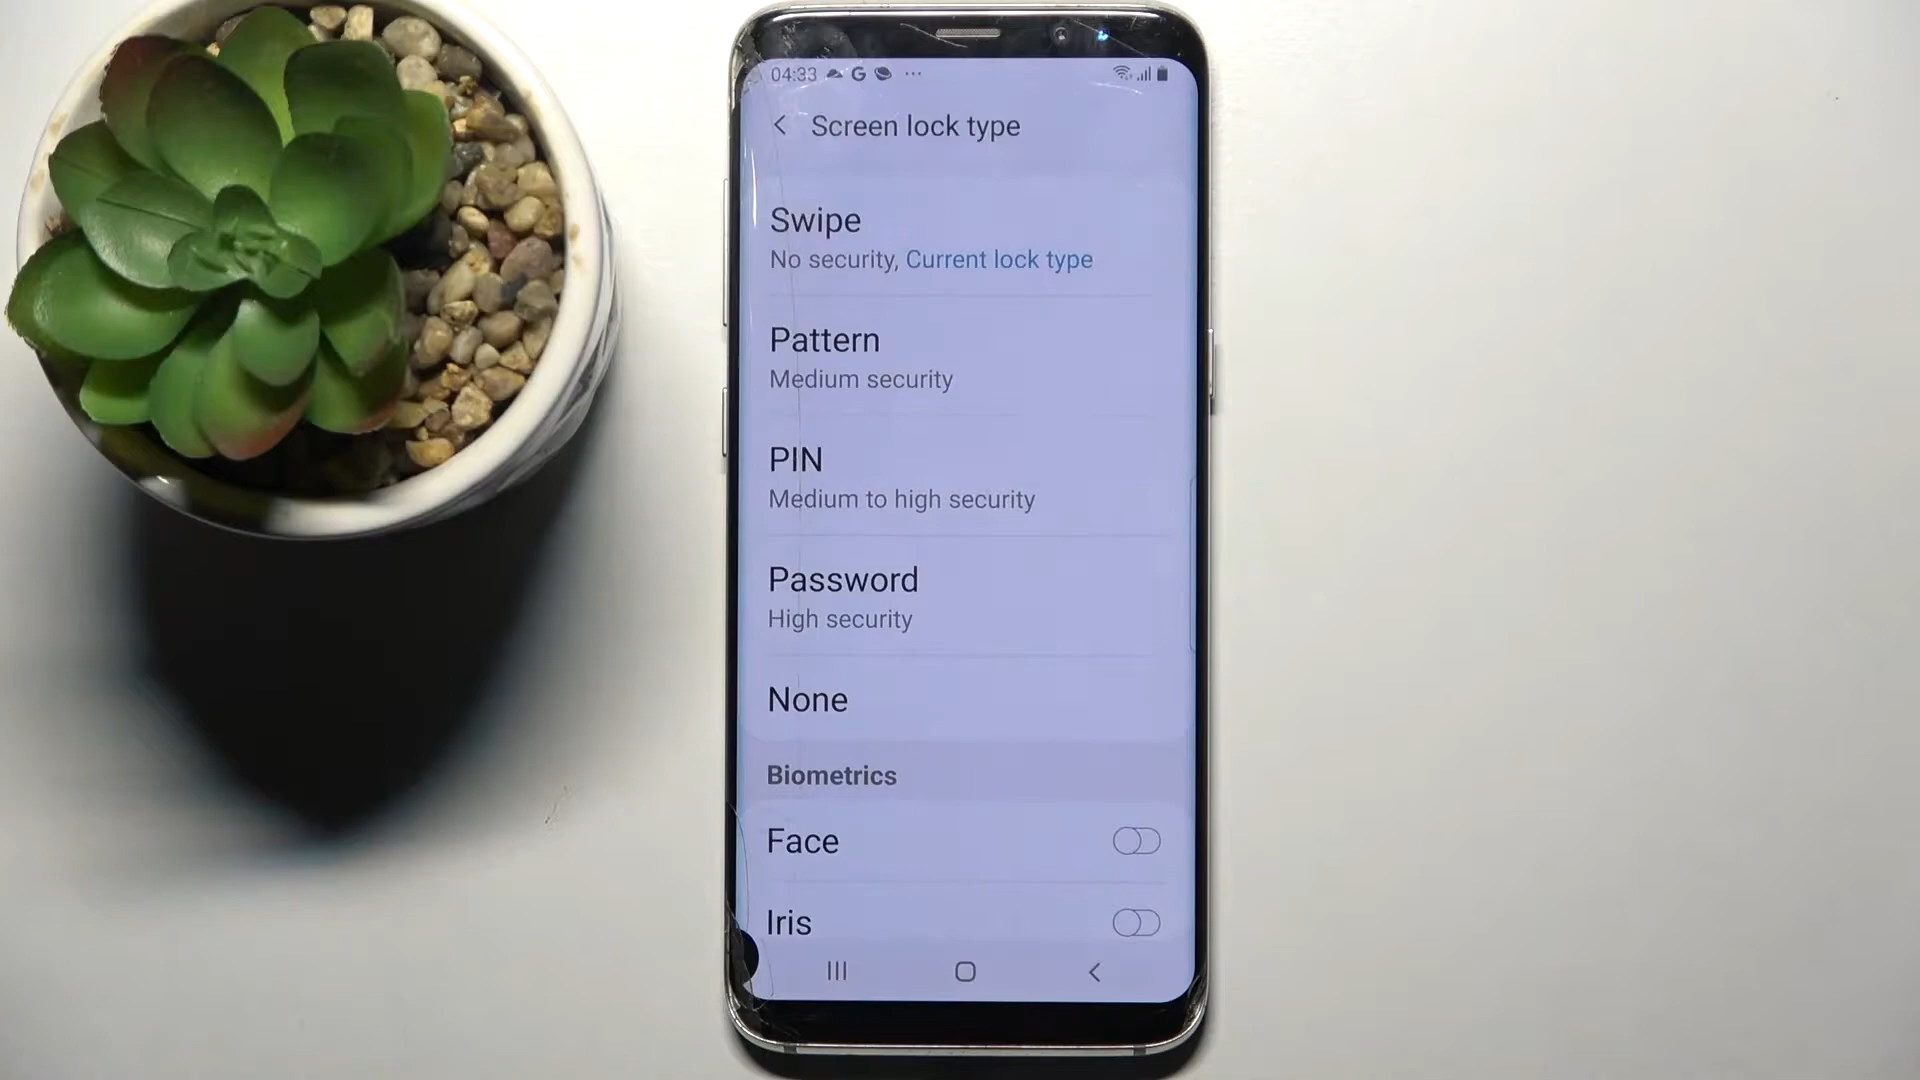 04:33 G ...
Screen lock type
Swipe
No security, Current lock type
Pattern
Medium security
PIN
Medium to high security
Password
High security
None
Biometrics
Face
Iris